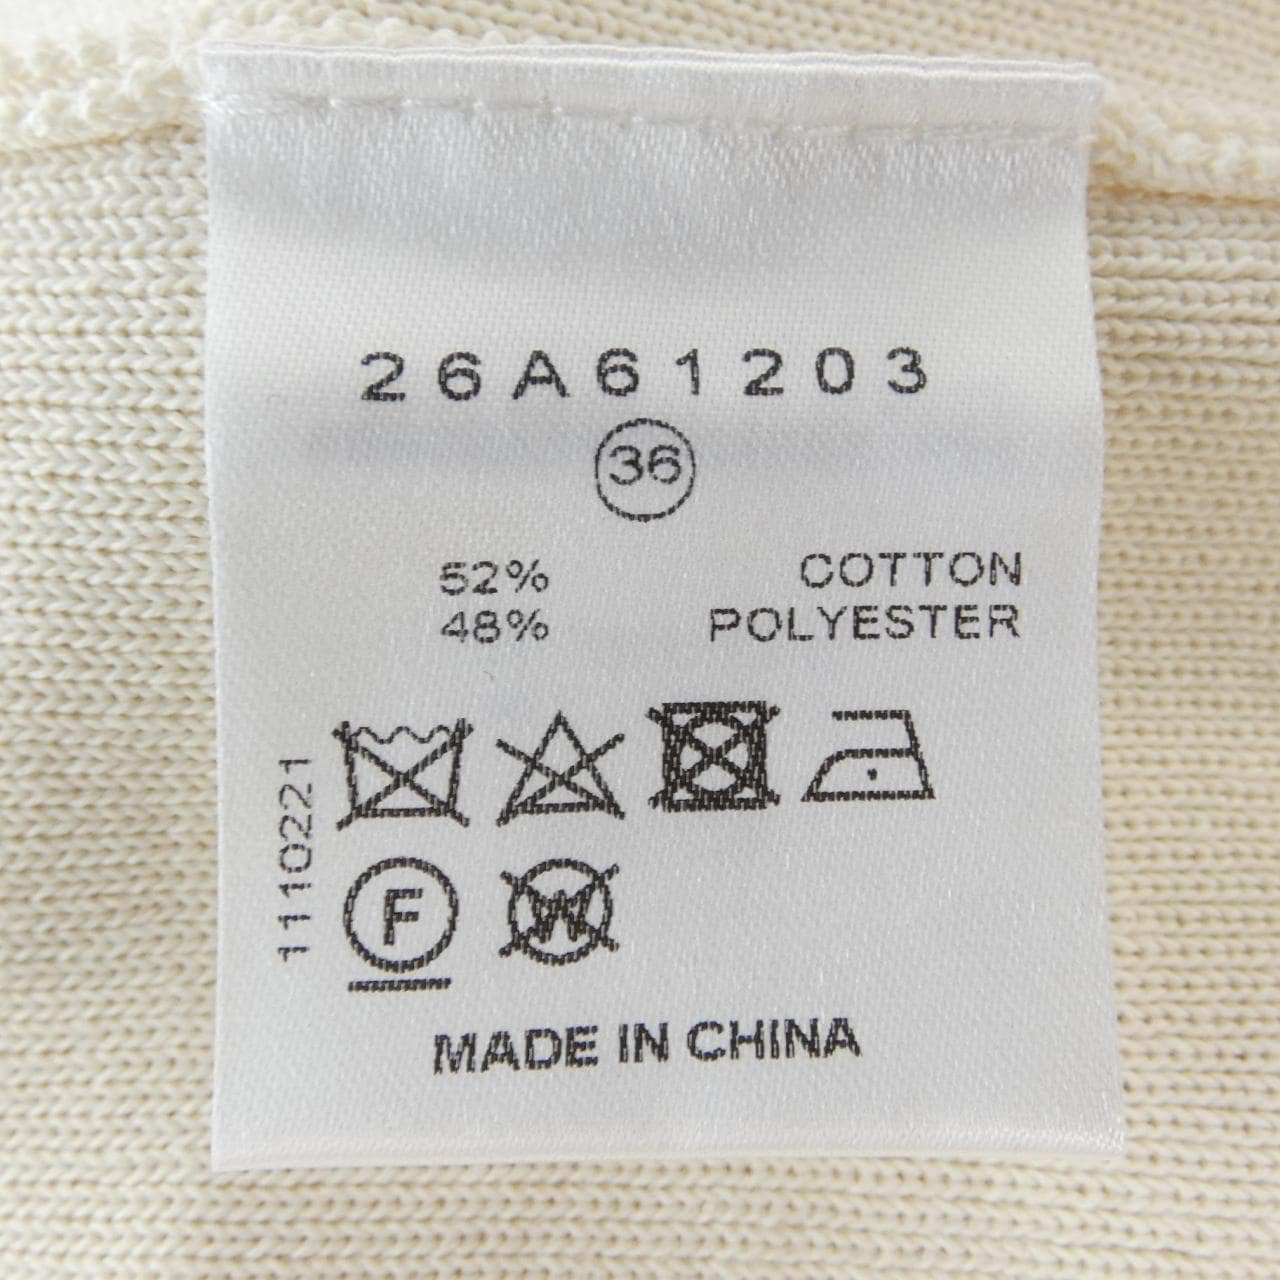 26A61203
36
52% COTTON
48% POLYESTER
1110221
F
W
MADE IN CHINA